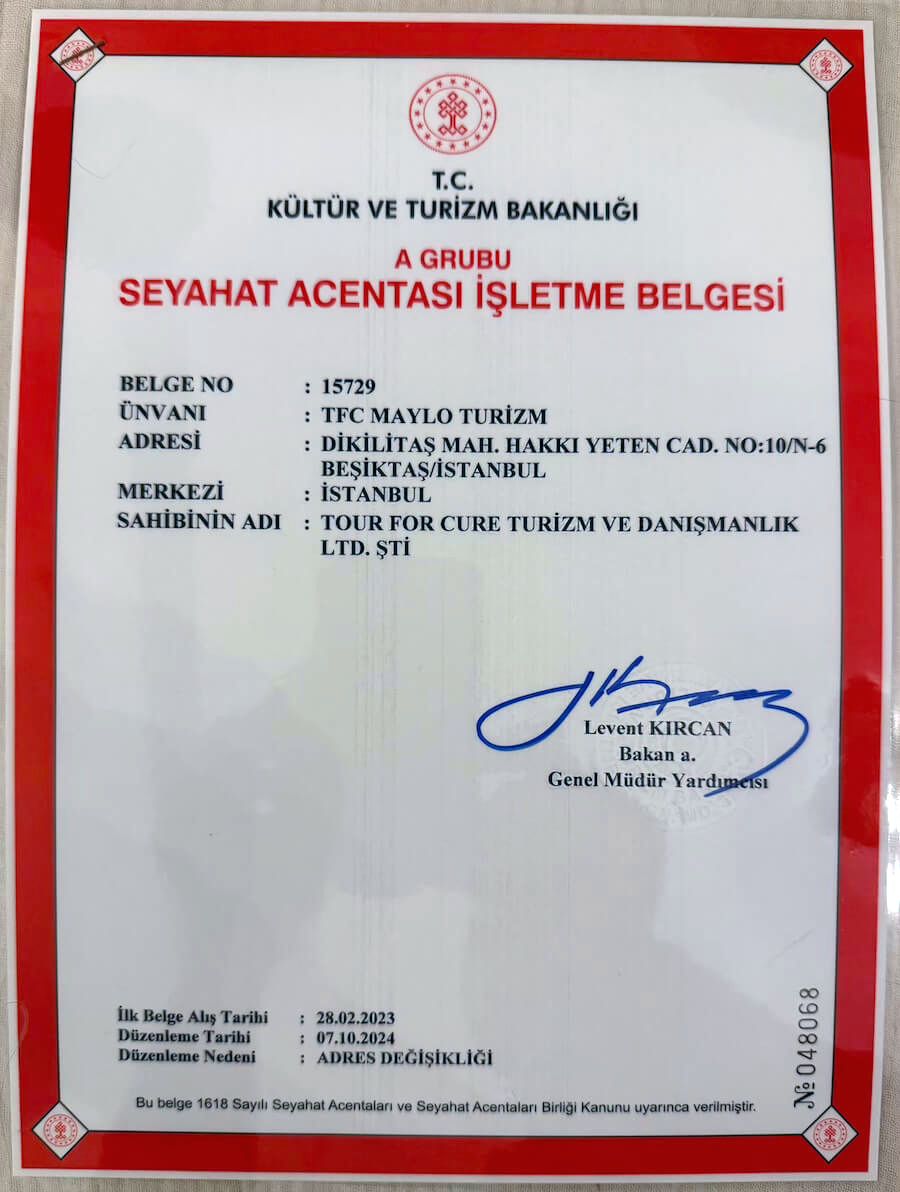 T.C.
KÜLTÜR VE TURİZM BAKANLIĞI
A GRUBU
SEYAHAT ACENTASI İŞLETME BELGESİ
BELGE NO : 15729
ÜNVANI : TFC MAYLO TURİZM
ADRESİ : DİKİLİTAŞ MAH. HAKKI YETEN CAD. NO:10/N-6
BEŞİKTAŞ/İSTANBUL
MERKEZİ : İSTANBUL
SAHİBİNİN ADI : TOUR FOR CURE TURİZM VE DANIŞMANLIK
LTD. ŞTİ
Levent KIRCAN
Bakan a.
Genel Müdür Yardımcısı
İlk Belge Alış Tarihi : 28.02.2023
Düzenleme Tarihi : 07.10.2024
Düzenleme Nedeni : ADRES DEĞİŞİKLİĞİ
№ 048068
Bu belge 1618 Sayılı Seyahat Acentaları ve Seyahat Acentaları Birliği Kanunu uyarınca verilmiştir.